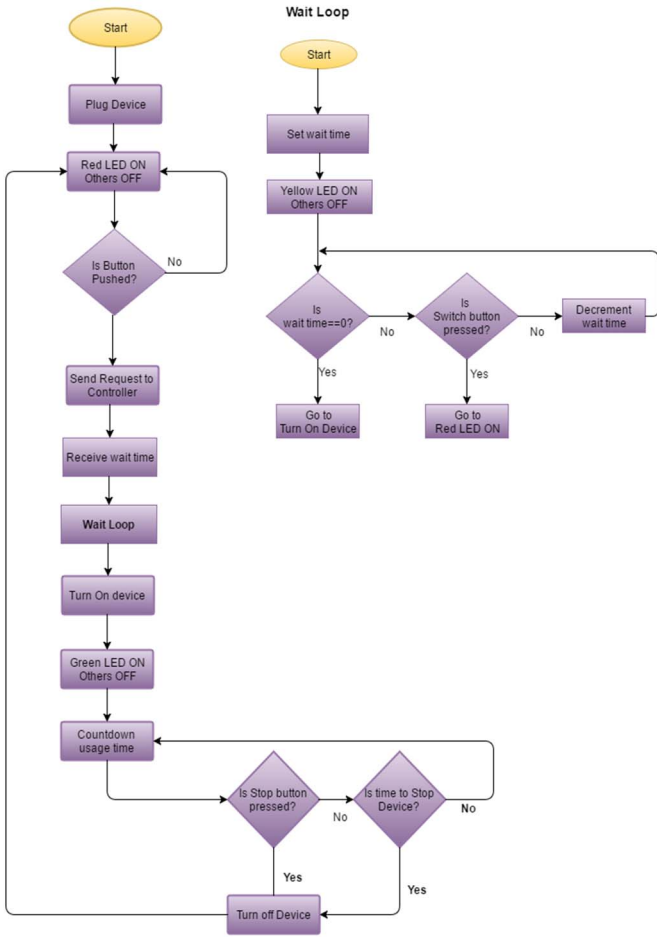 Start
Plug Device
Red LED ON
Others OFF
Is Button
Pushed?
No
Send Request to
Controller
Receive wait time
Wait Loop
Turn On device
Green LED ON
Others OFF
Countdown
usage time
Is Stop button
pressed?
No
Is time to Stop
Device?
No
Yes
Yes
Turn off Device
Wait Loop
Start
Set wait time
Yellow LED ON
Others OFF
Is
wait time==0?
No
Is
Switch button
pressed?
No
Decrement
wait time
Yes
Yes
Go to
Turn On Device
Go to
Red LED ON